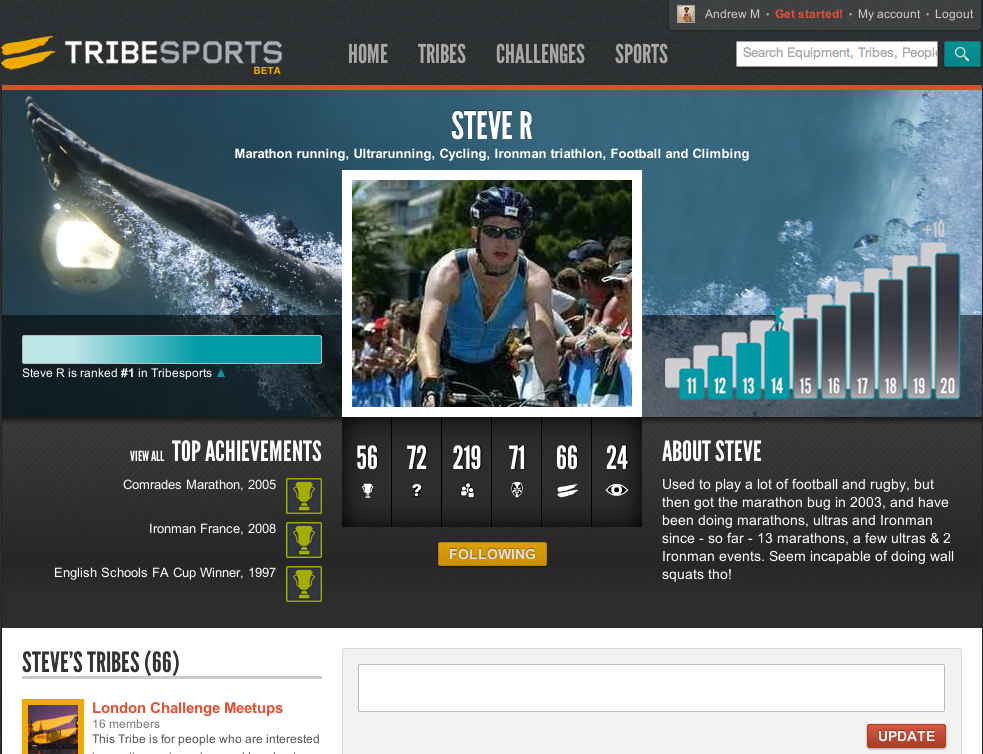 Andrew M • Get started! • My account • Logout
TRIBESPORTS
BETA
HOME TRIBES CHALLENGES SPORTS
Search Equipment, Tribes, People
STEVE R
Marathon running, Ultrarunning, Cycling, Ironman triathlon, Football and Climbing
+10
11 12 13 14 15 16 17 18 19 20
Steve R is ranked #1 in Tribesports
VIEW ALL TOP ACHIEVEMENTS
Comrades Marathon, 2005
Ironman France, 2008
English Schools FA Cup Winner, 1997
56 72 219 71 66 24
?
FOLLOWING
ABOUT STEVE
Used to play a lot of football and rugby, but
then got the marathon bug in 2003, and have
been doing marathons, ultras and Ironman
since - so far - 13 marathons, a few ultras & 2
Ironman events. Seem incapable of doing wall
squats tho!
STEVE'S TRIBES (66)
London Challenge Meetups
16 members
This Tribe is for people who are interested
UPDATE